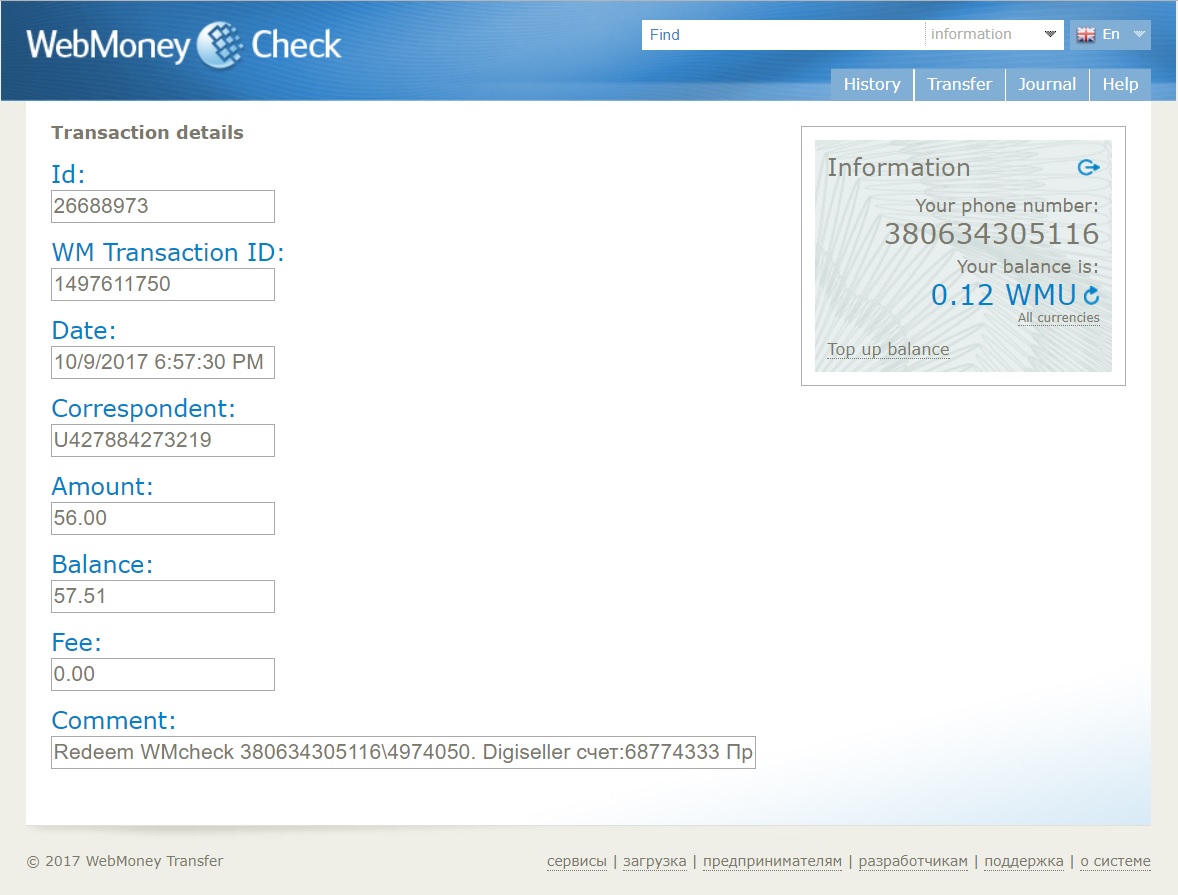 WebMoney Check
Find
information
En
History
Transfer
Journal
Help
Transaction details
Id:
26688973
WM Transaction ID:
1497611750
Date:
10/9/2017 6:57:30 PM
Correspondent:
U427884273219
Amount:
56.00
Balance:
57.51
Fee:
0.00
Comment:
Redeem WMcheck 380634305116\4974050. Digiseller счет:68774333 Пр
Information
Your phone number:
380634305116
Your balance is:
0.12 WMU
All currencies
Top up balance
© 2017 WebMoney Transfer
сервисы | загрузка | предпринимателям | разработчикам | поддержка | о системе